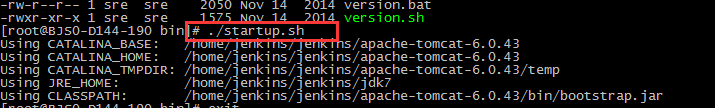 -rw-r--r-- 1 sre   sre    2050 Nov 14  2014 version.bat
-rwxr-xr-x 1 sre   sre    1575 Nov 14  2014 version.sh
[root@BJSO-D144-190 bin]# ./startup.sh
Using CATALINA_BASE:   /home/jenkins/jenkins/apache-tomcat-6.0.43
Using CATALINA_HOME:   /home/jenkins/jenkins/apache-tomcat-6.0.43
Using CATALINA_TMPDIR: /home/jenkins/jenkins/apache-tomcat-6.0.43/temp
Using JRE_HOME:        /home/jenkins/jenkins/jdk7
Using CLASSPATH:       /home/jenkins/jenkins/apache-tomcat-6.0.43/bin/bootstrap.jar
[root@BJSO-D144-190 bin]# exit